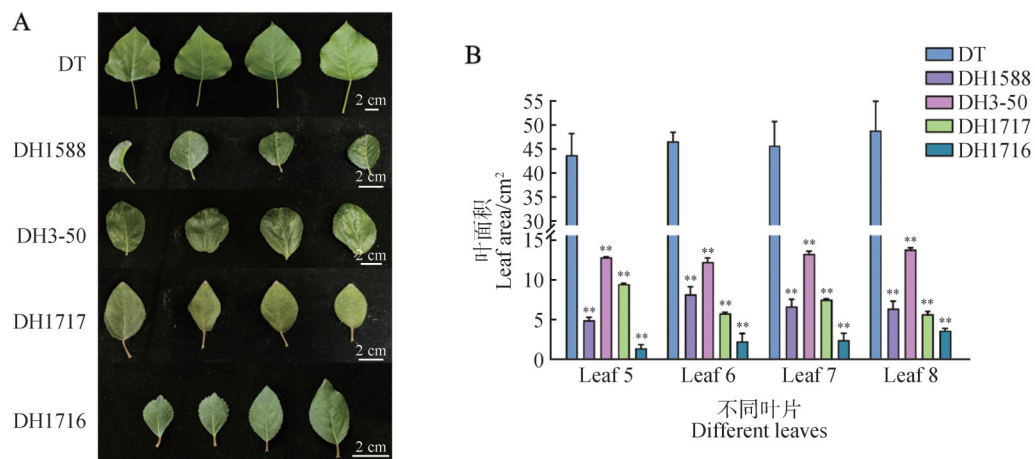 A
DT
2 cm
DH1588
2 cm
DH3-50
2 cm
DH1717
2 cm
DH1716
2 cm
B
DT
DH1588
DH3-50
DH1717
DH1716
叶面积
Leaf area/cm²
55
50
45
40
35
30
25
20
15
10
5
0
** ** ** **
** ** ** **
** ** ** **
** ** ** **
Leaf 5 Leaf 6 Leaf 7 Leaf 8
不同叶片
Different leaves